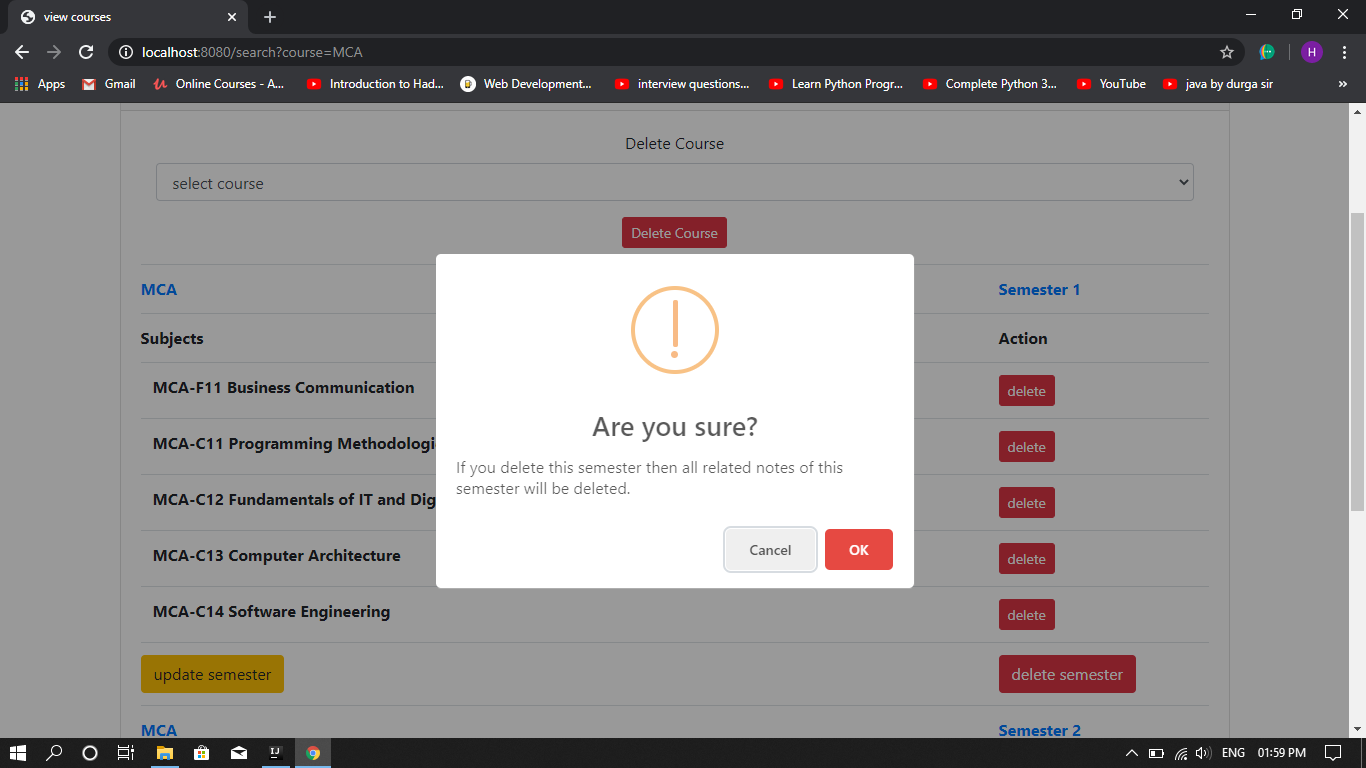 view courses
localhost:8080/search?course=MCA
H
Apps
Gmail
Online Courses - A...
Introduction to Had...
Web Development...
interview questions...
Learn Python Progr...
Complete Python 3...
YouTube
java by durga sir
»
Delete Course
select course
Delete Course
MCA
Semester 1
Subjects
Action
MCA-F11 Business Communication
delete
MCA-C11 Programming
delete
MCA-C12 Fundamentals of IT and
delete
MCA-C13 Computer Architecture
delete
MCA-C14 Software Engineering
delete
update semester
delete semester
MCA
Semester 2
Are you sure?
If you delete this semester then all related notes of this
semester will be deleted.
Cancel
OK
IJ
ENG
01:59 PM